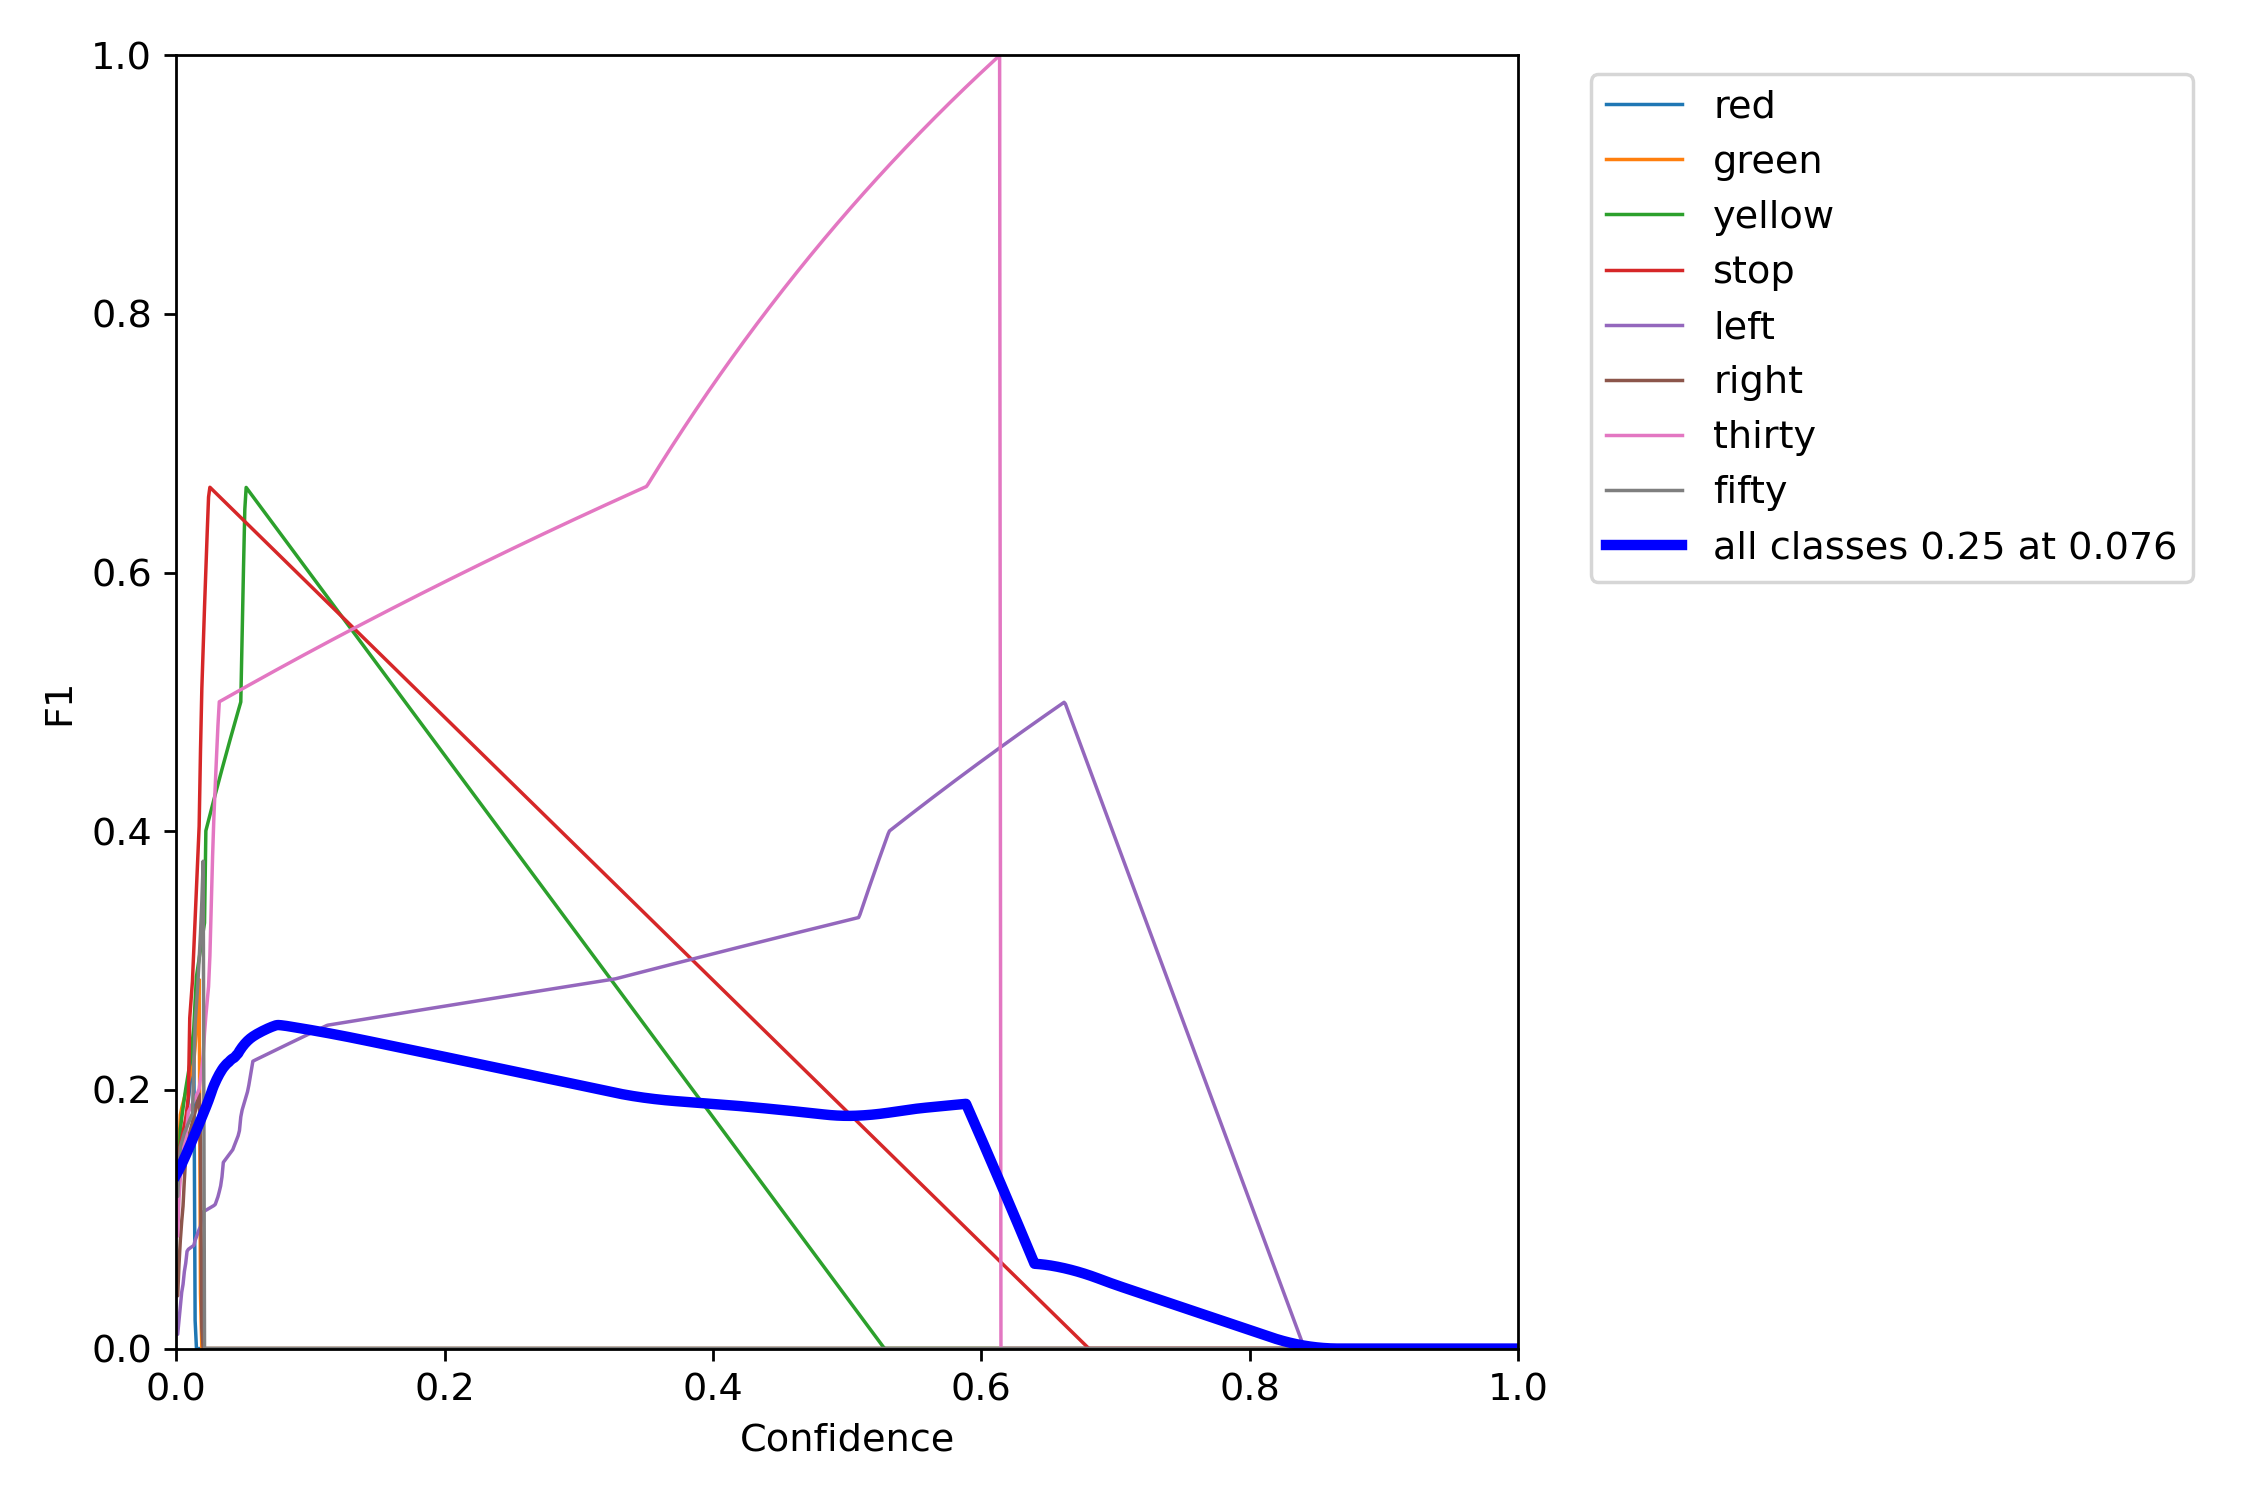 1.0
0.8
0.6
0.4
0.2
0.0
F1
0.0 0.2 0.4 0.6 0.8 1.0
Confidence
red
green
yellow
stop
left
right
thirty
fifty
all classes 0.25 at 0.076